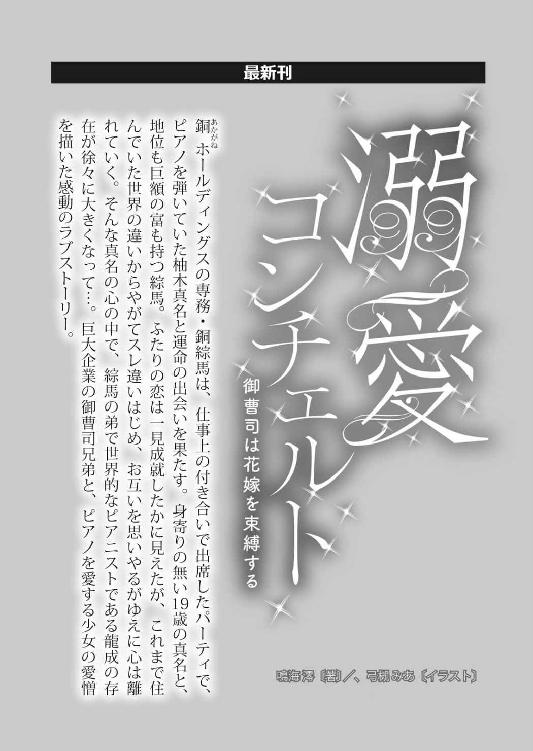 最新刊
溺愛
コンチェルト
御曹司は花嫁を束縛する
銅 ホールディングスの専務・銅綜馬は、仕事上の付き合いで出席したパーティで、
あかがね
ピアノを弾いていた柚木真名と運命の出会いを果たす。身寄りの無い19歳の真名と、
地位も巨額の富も持つ綜馬。ふたりの恋は一見成就したかに見えたが、これまで住
んでいた世界の違いからやがてスレ違いはじめ、お互いを思いやるがゆえに心は離
れていく。そんな真名の心の中で、綜馬の弟で世界的なピアニストである龍成の存
在が徐々に大きくなって…。巨大企業の御曹司兄弟と、ピアノを愛する少女の愛憎
を描いた感動のラブストーリー。
鳴海澪〔著〕/、弓槻みあ〔イラスト〕